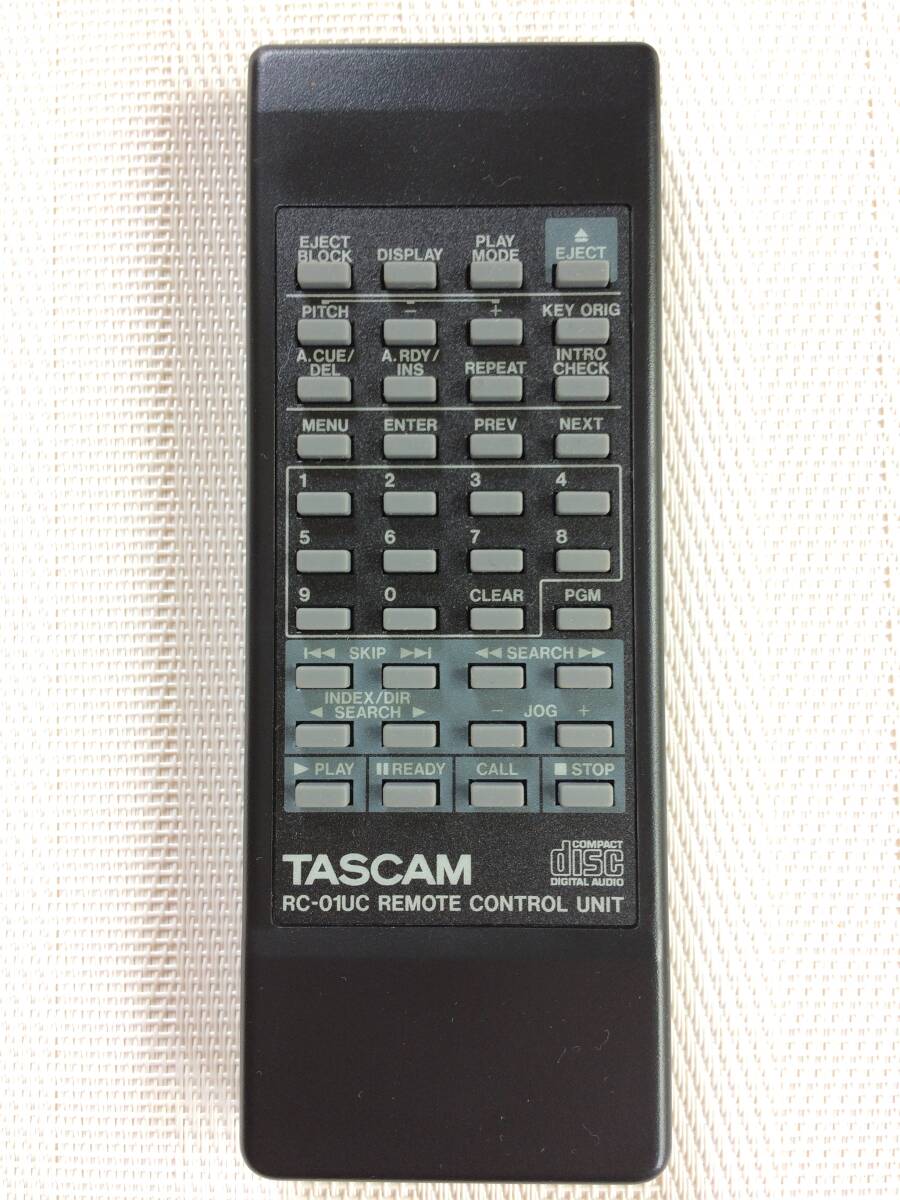 EJECT BLOCK DISPLAY PLAY MODE EJECT
PITCH − + KEY ORIG
A.CUE/ DEL A.RDY/ INS REPEAT INTRO CHECK
MENU ENTER PREV NEXT
1 2 3 4
5 6 7 8
9 0 CLEAR PGM
SKIP SEARCH
INDEX/DIR
SEARCH − JOG +
PLAY READY CALL STOP
TASCAM
COMPACT
disc
DIGITAL AUDIO
RC-01UC REMOTE CONTROL UNIT